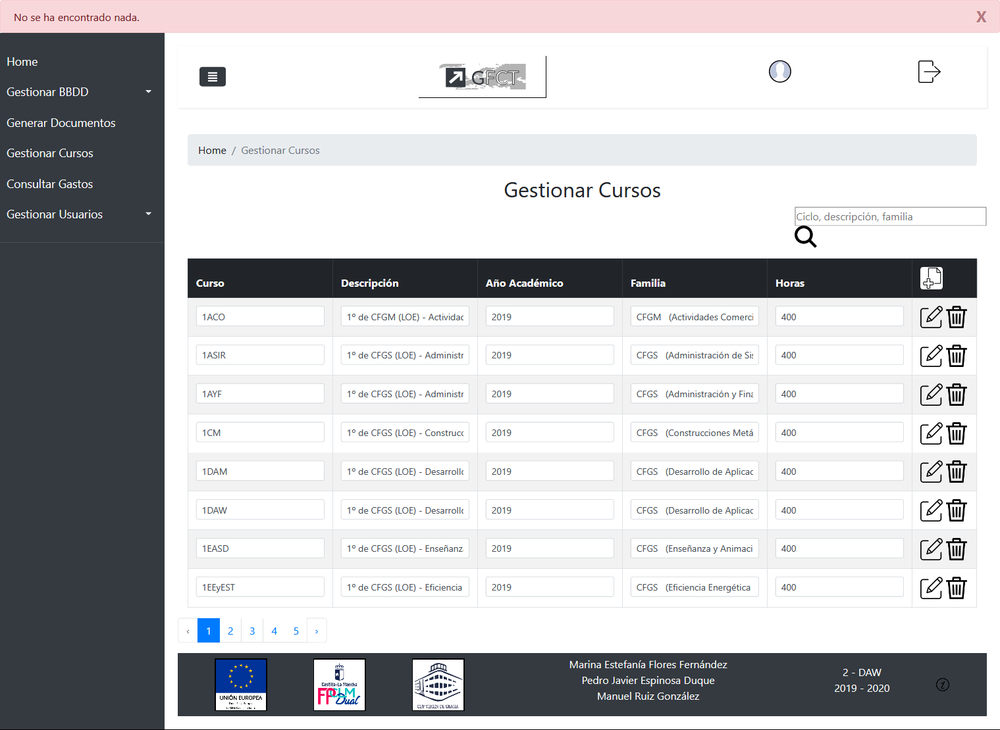 No se ha encontrado nada.
X
Home
Gestionar BBDD
Generar Documentos
Gestionar Cursos
Consultar Gastos
Gestionar Usuarios
GFCT
Home / Gestionar Cursos
Gestionar Cursos
Ciclo, descripción, familia
Curso Descripción Año Académico Familia Horas
1ACO 1º de CFGM (LOE) - Actividad 2019 CFGM (Actividades Comerci 400
1ASIR 1º de CFGS (LOE) - Administr 2019 CFGS (Administración de Si 400
1AYF 1º de CFGS (LOE) - Administr 2019 CFGS (Administración y Fina 400
1CM 1º de CFGS (LOE) - Construcc 2019 CFGS (Construcciones Metá 400
1DAM 1º de CFGS (LOE) - Desarrollo 2019 CFGS (Desarrollo de Aplicac 400
1DAW 1º de CFGS (LOE) - Desarrollo 2019 CFGS (Desarrollo de Aplicac 400
1EASD 1º de CFGS (LOE) - Enseñanz 2019 CFGS (Enseñanza y Animaci 400
1EEyEST 1º de CFGS (LOE) - Eficiencia 2019 CFGS (Eficiencia Energética 400
‹ 1 2 3 4 5 ›
UNIÓN EUROPEA
Castilla-La Mancha
FP CLM
Dual
CIFP VIRGEN DE GRACIA
Marina Estefanía Flores Fernández
Pedro Javier Espinosa Duque
Manuel Ruiz González
2 - DAW
2019 - 2020